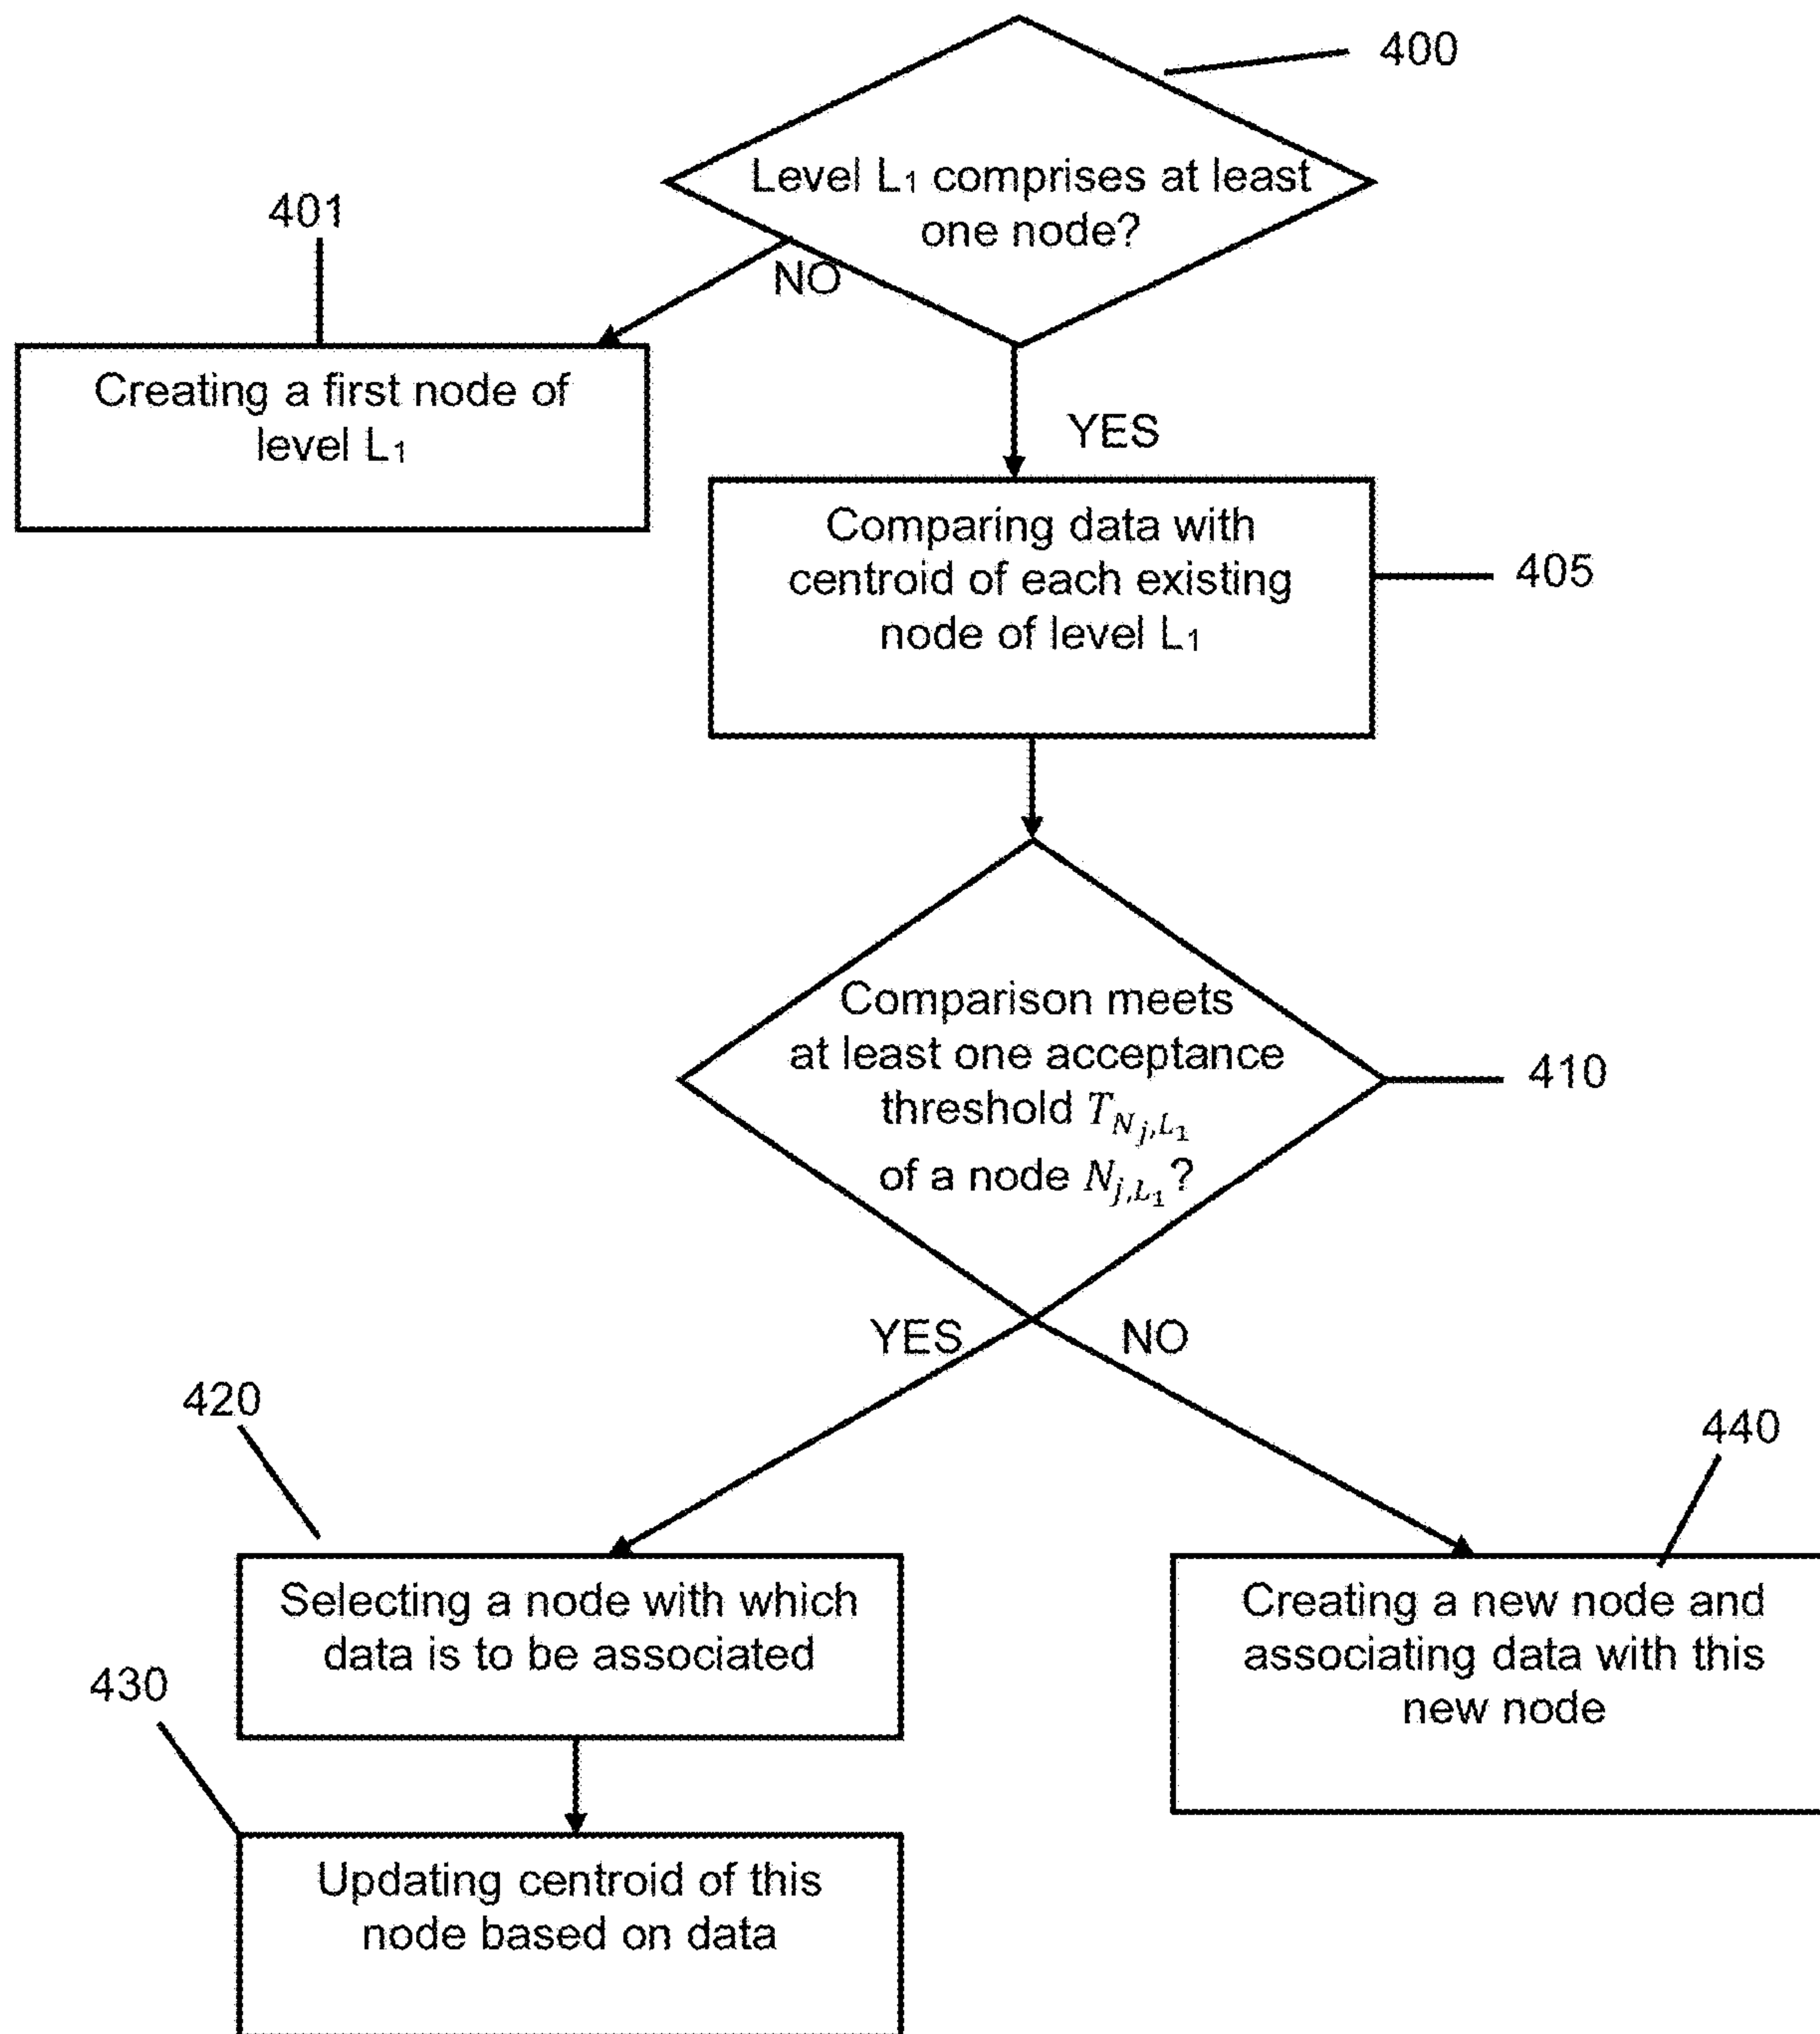 400
Level L₁ comprises at least
one node?
401
NO
Creating a first node of
level L₁
YES
Comparing data with
centroid of each existing
node of level L₁
405
Comparison meets
at least one acceptance
threshold T_{N_{j,L₁}}
of a node N_{j,L₁}?
410
YES
NO
420
440
Selecting a node with which
data is to be associated
Creating a new node and
associating data with this
new node
430
Updating centroid of this
node based on data